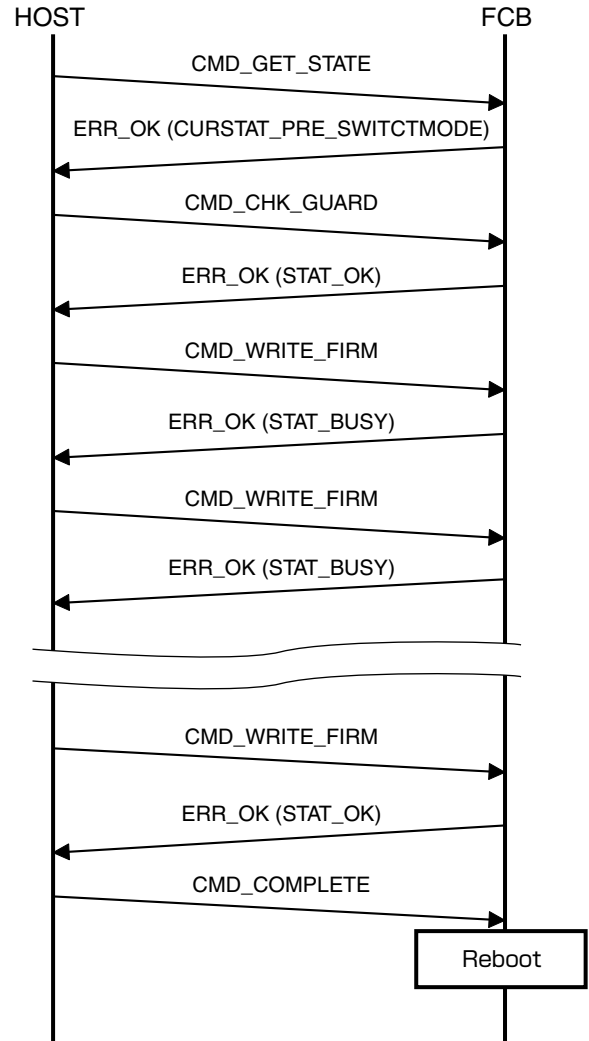 HOST FCB
CMD_GET_STATE
ERR_OK (CURSTAT_PRE_SWITCTMODE)
CMD_CHK_GUARD
ERR_OK (STAT_OK)
CMD_WRITE_FIRM
ERR_OK (STAT_BUSY)
CMD_WRITE_FIRM
ERR_OK (STAT_BUSY)
CMD_WRITE_FIRM
ERR_OK (STAT_OK)
CMD_COMPLETE
Reboot